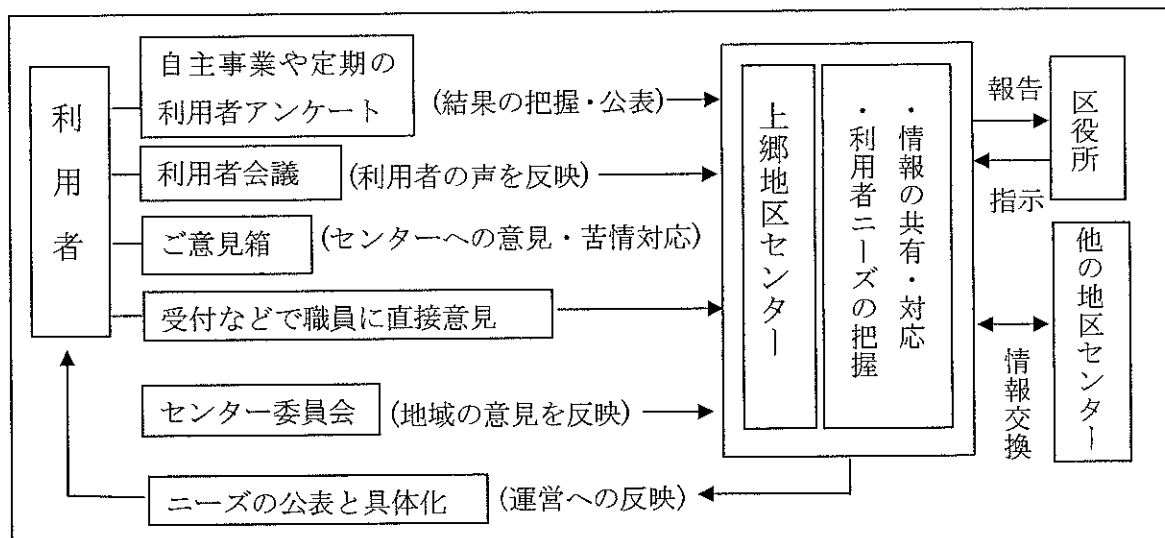 利用者
自主事業や定期の
利用者アンケート
(結果の把握・公表)
利用者会議
(利用者の声を反映)
ご意見箱
(センターへの意見・苦情対応)
受付などで職員に直接意見
センター委員会
(地域の意見を反映)
ニーズの公表と具体化
(運営への反映)
上郷地区センター
・情報の共有・対応
・利用者ニーズの把握
報告
指示
区役所
情報交換
他の地区センター